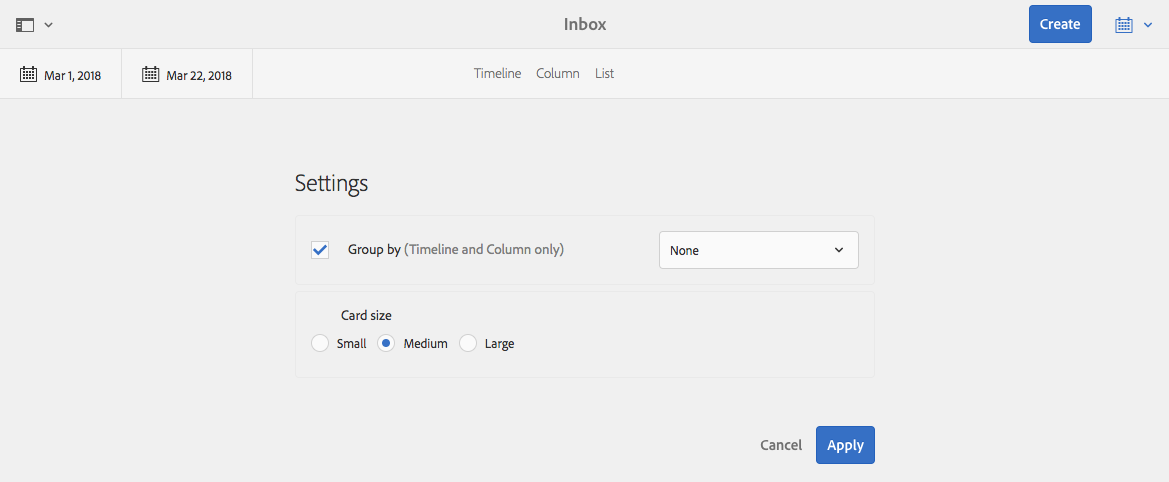 Inbox
Create
Mar 1, 2018 Mar 22, 2018 Timeline Column List
Settings
Group by (Timeline and Column only) None
Card size
Small Medium Large
Cancel Apply